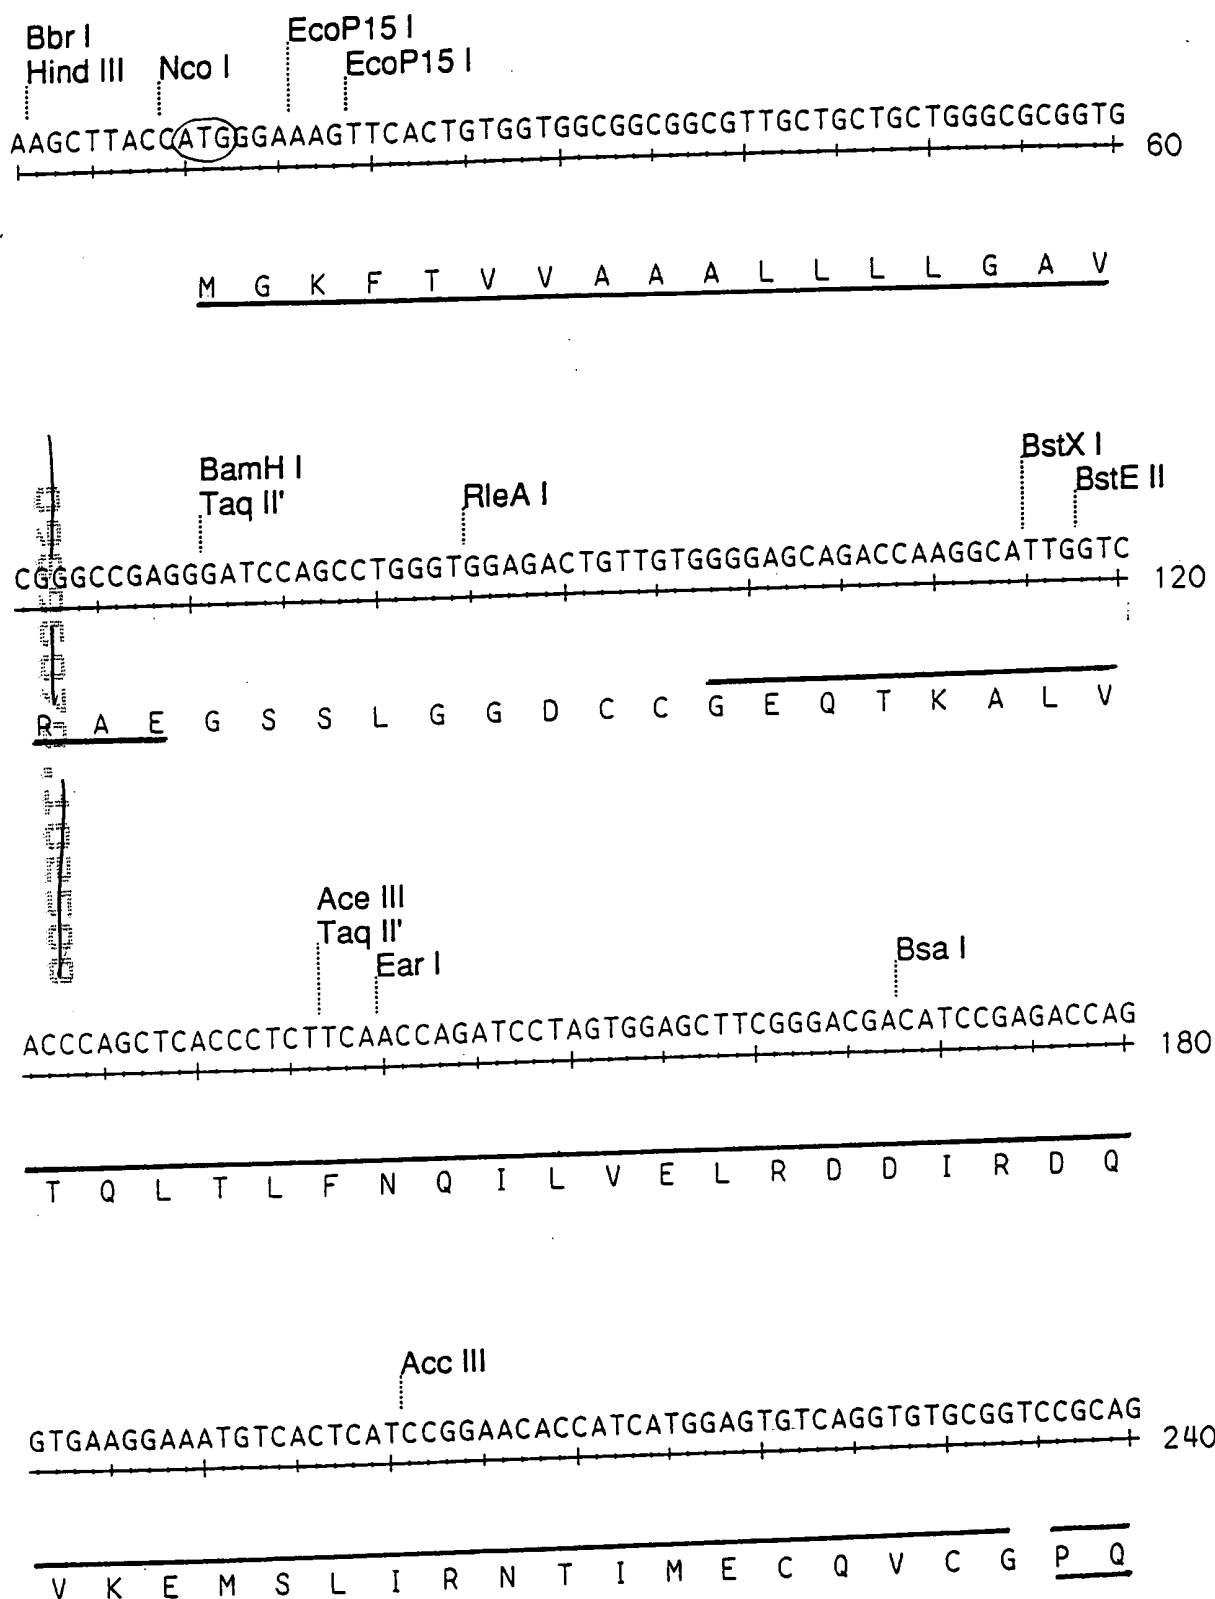 Bbr I EcoP15 I
Hind III Nco I EcoP15 I
AAGCTTACCATGGGAAAGTTCACTGTGGTGGCGGCGGCGTTGCTGCTGCTGGGCGCGGTG 60
M G K F T V V A A A L L L L G A V
BamH I BstX I
Taq II' RleA I BstE II
CGGGCCGAGGGATCCAGCCTGGGTGGAGACTGTTGTGGGGAGCAGACCAAGGCATTGGTC 120
R A E G S S L G G D C C G E Q T K A L V
Ace III
Taq II' Ear I Bsa I
ACCCAGCTCACCCTCTTCAACCAGATCCTAGTGGAGCTTCGGGACGACATCCGAGACCAG 180
T Q L T L F N Q I L V E L R D D I R D Q
Acc III
GTGAAGGAAATGTCACTCATCCGGAACACCATCATGGAGTGTCAGGTGTGCGGTCCGCAG 240
V K E M S L I R N T I M E C Q V C G P Q